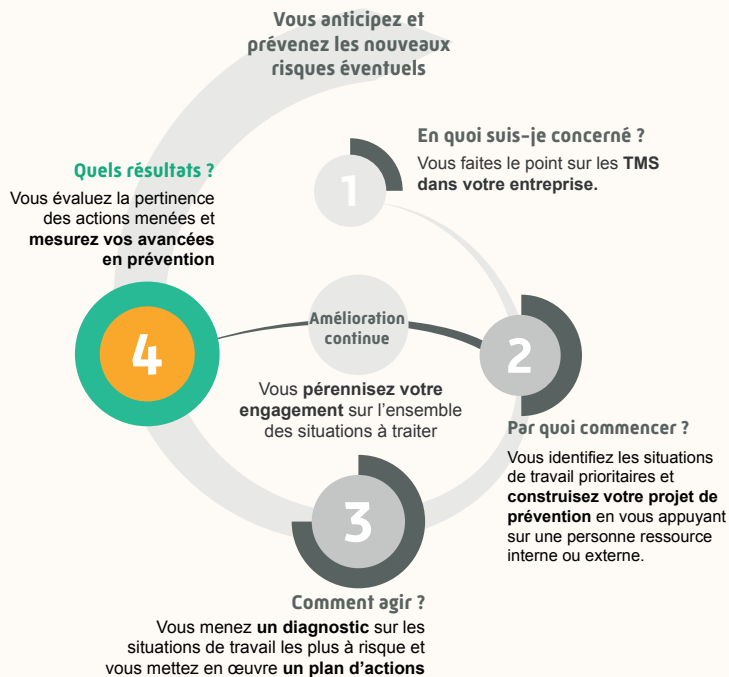 Vous anticipez et
prévenez les nouveaux
risques éventuels
En quoi suis-je concerné ?
Vous faites le point sur les TMS
dans votre entreprise.
1
Quels résultats ?
Vous évaluez la pertinence
des actions menées et
mesurez vos avancées
en prévention
4
Amélioration
continue
2
Vous pérennisez votre
engagement sur l'ensemble
des situations à traiter
Par quoi commencer ?
Vous identifiez les situations
de travail prioritaires et
construisez votre projet de
prévention en vous appuyant
sur une personne ressource
interne ou externe.
3
Comment agir ?
Vous menez un diagnostic sur les
situations de travail les plus à risque et
vous mettez en œuvre un plan d'actions